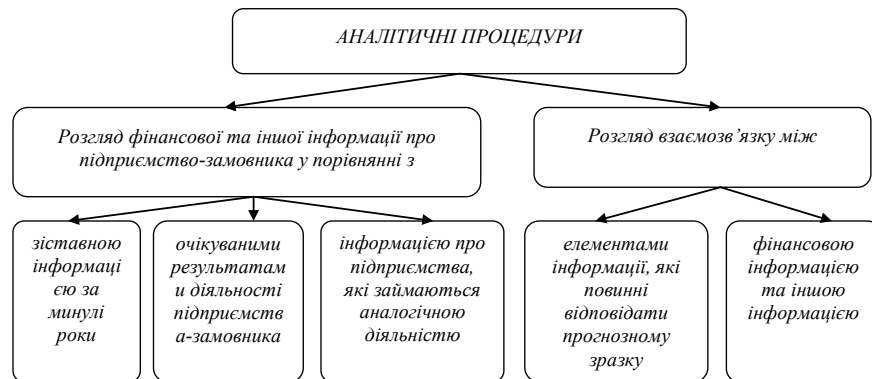 АНАЛІТИЧНІ ПРОЦЕДУРИ
Розгляд фінансової та іншої інформації про
підприємство-замовника у порівнянні з
Розгляд взаємозв’язку між
зіставною
інформаці
єю за
минулі
роки
очікуваними
результатам
и діяльності
підприємств
а-замовника
інформацією про
підприємства,
які займаються
аналогічною
діяльністю
елементами
інформації, які
повинні
відповідати
прогнозному
зразку
фінансовою
інформацією
та іншою
інформацією